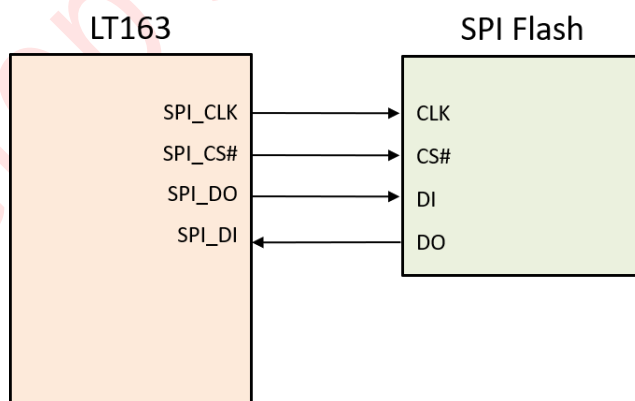 LT163
SPI Flash
SPI_CLK
CLK
SPI_CS#
CS#
SPI_DO
DI
SPI_DI
DO